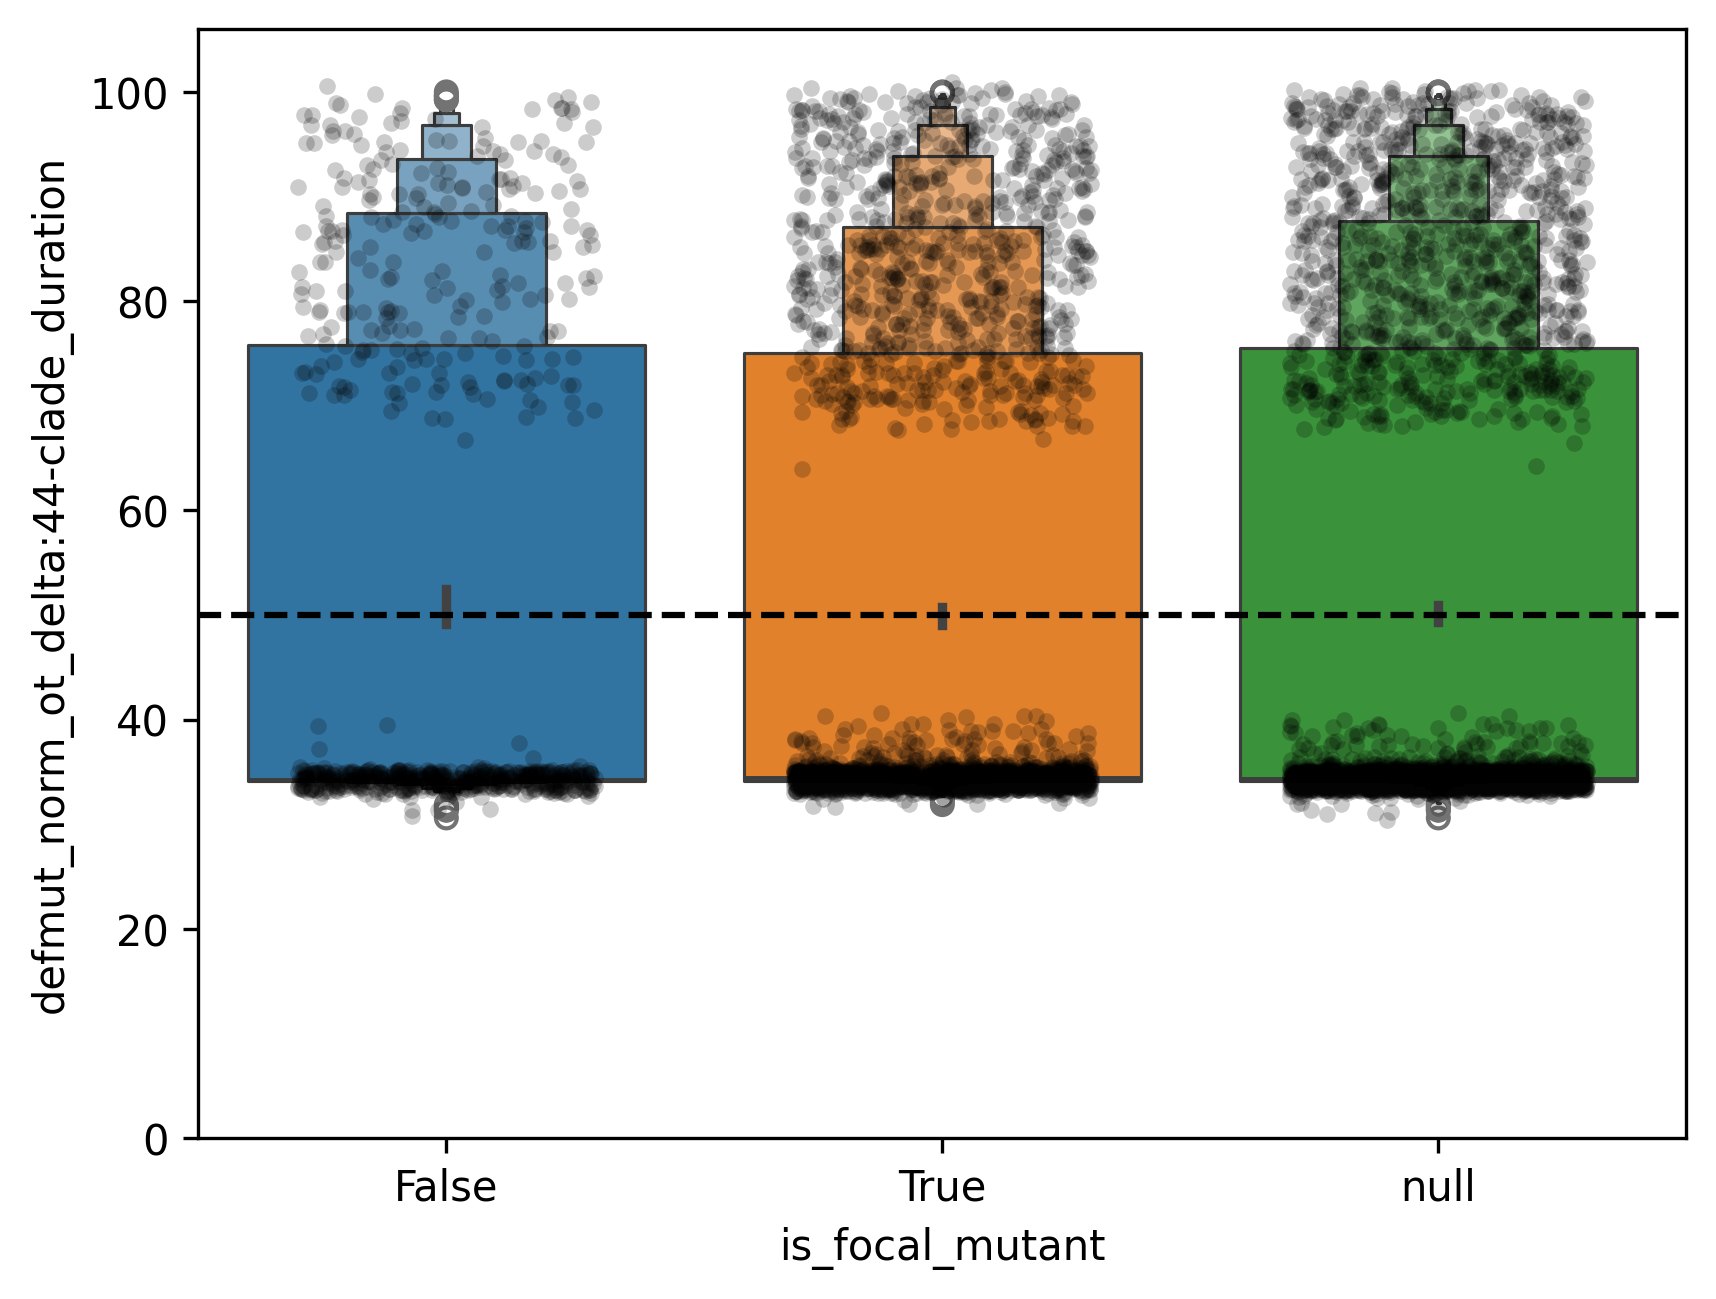 defmut_norm_ot_delta:44-clade_duration
100
80
60
40
20
0
False True null
is_focal_mutant